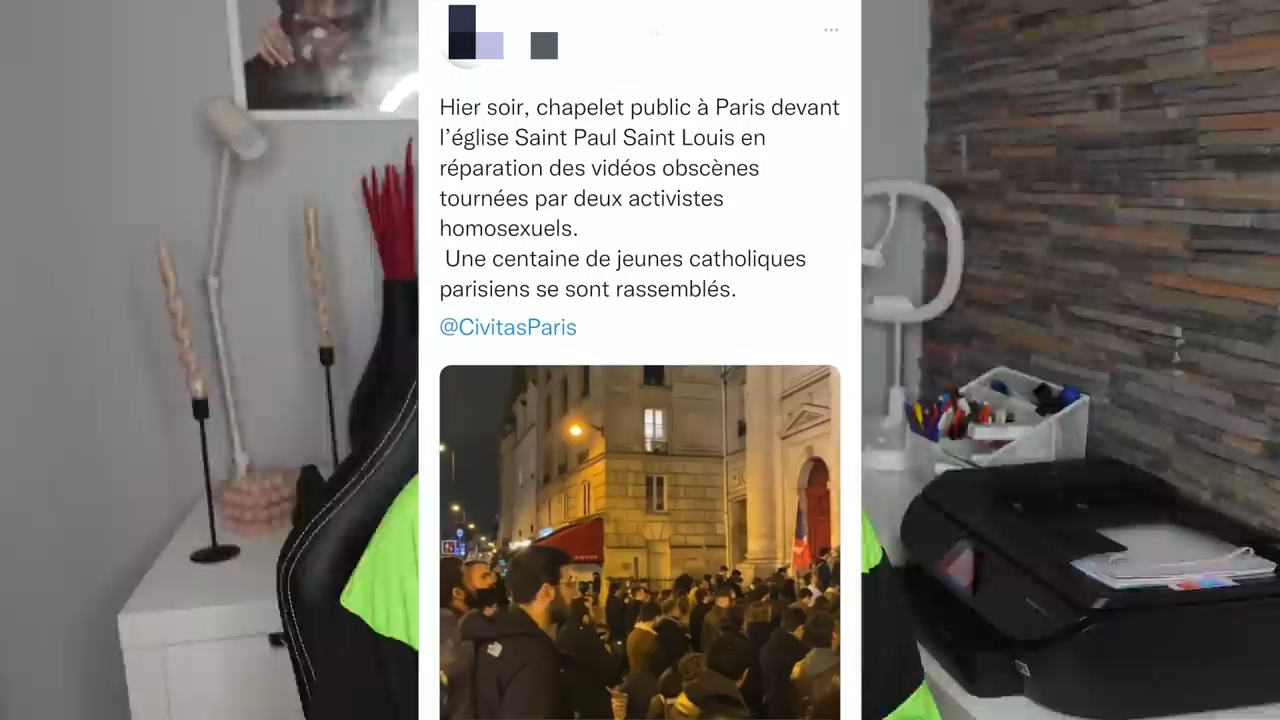 Hier soir, chapelet public à Paris devant
l'église Saint Paul Saint Louis en
réparation des vidéos obscènes
tournées par deux activistes
homosexuels.
Une centaine de jeunes catholiques
parisiens se sont rassemblés.
@CivitasParis